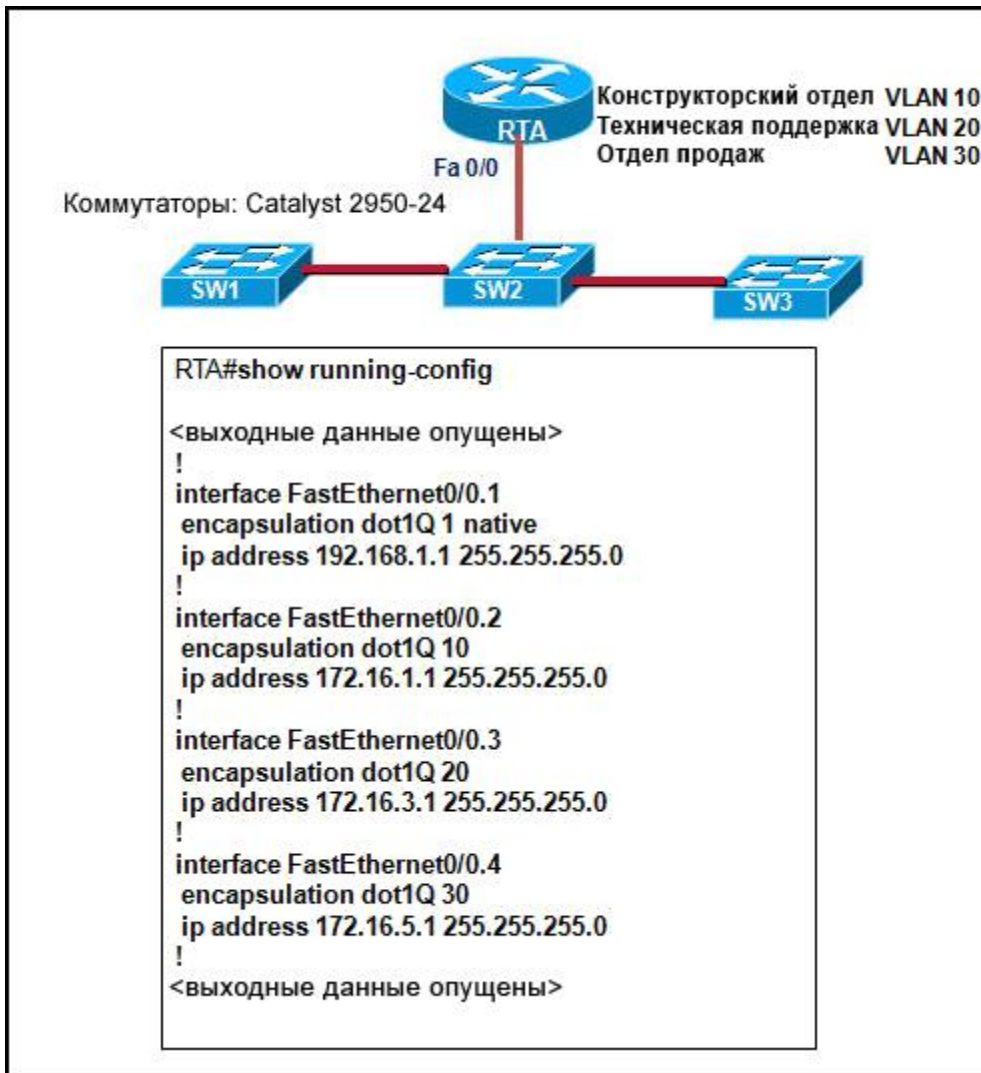 Конструкторский отдел VLAN 10
Техническая поддержка VLAN 20
Отдел продаж VLAN 30
RTA
Fa 0/0
Коммутаторы: Catalyst 2950-24
SW1
SW2
SW3
RTA#show running-config
<выходные данные опущены>
!
interface FastEthernet0/0.1
encapsulation dot1Q 1 native
ip address 192.168.1.1 255.255.255.0
!
interface FastEthernet0/0.2
encapsulation dot1Q 10
ip address 172.16.1.1 255.255.255.0
!
interface FastEthernet0/0.3
encapsulation dot1Q 20
ip address 172.16.3.1 255.255.255.0
!
interface FastEthernet0/0.4
encapsulation dot1Q 30
ip address 172.16.5.1 255.255.255.0
!
<выходные данные опущены>